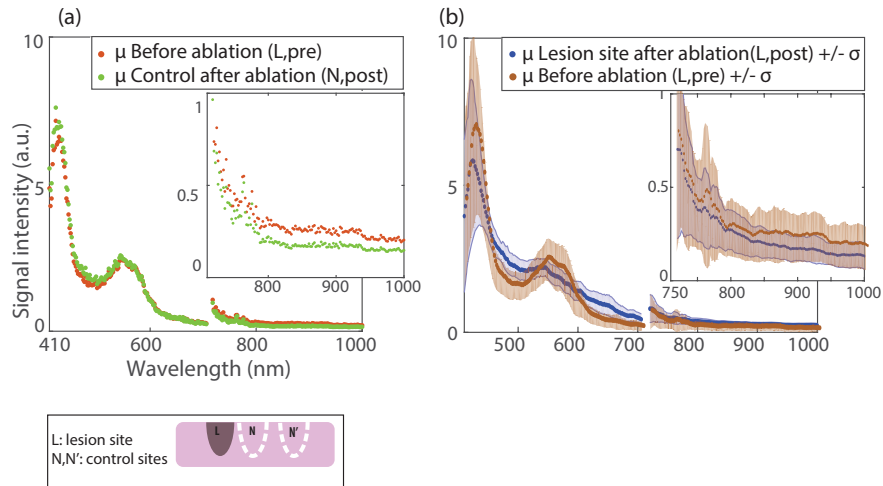 (a)
10
5
0
Signal intensity (a.u.)
μ Before ablation (L,pre)
μ Control after ablation (N,post)
1
0.5
0
800
900
1000
410
600
800
1000
Wavelength (nm)
(b)
10
5
0
μ Lesion site after ablation(L,post) +/- σ
μ Before ablation (L,pre) +/- σ
0.5
0
750
800
850
900
950
1000
500
600
700
800
900
1000
L: lesion site
N,N': control sites
L N N'